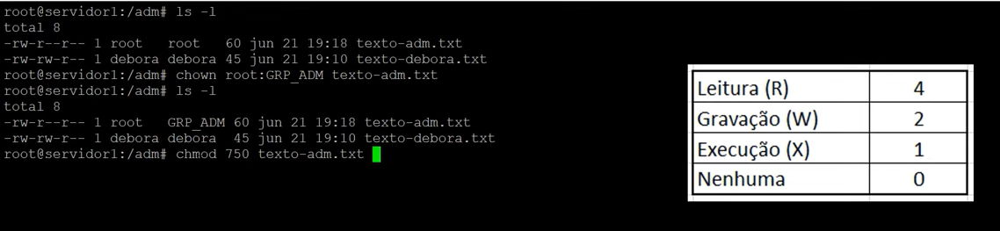 root@servidor1:/adm# ls -l
total 8
-rw-r--r-- 1 root   root   60 jun 21 19:18 texto-adm.txt
-rw-rw-r-- 1 debora debora 45 jun 21 19:10 texto-debora.txt
root@servidor1:/adm# chown root:GRP_ADM texto-adm.txt
root@servidor1:/adm# ls -l
total 8
-rw-r--r-- 1 root   GRP_ADM 60 jun 21 19:18 texto-adm.txt
-rw-rw-r-- 1 debora debora  45 jun 21 19:10 texto-debora.txt
root@servidor1:/adm# chmod 750 texto-adm.txt
Leitura (R) 4
Gravação (W) 2
Execução (X) 1
Nenhuma 0